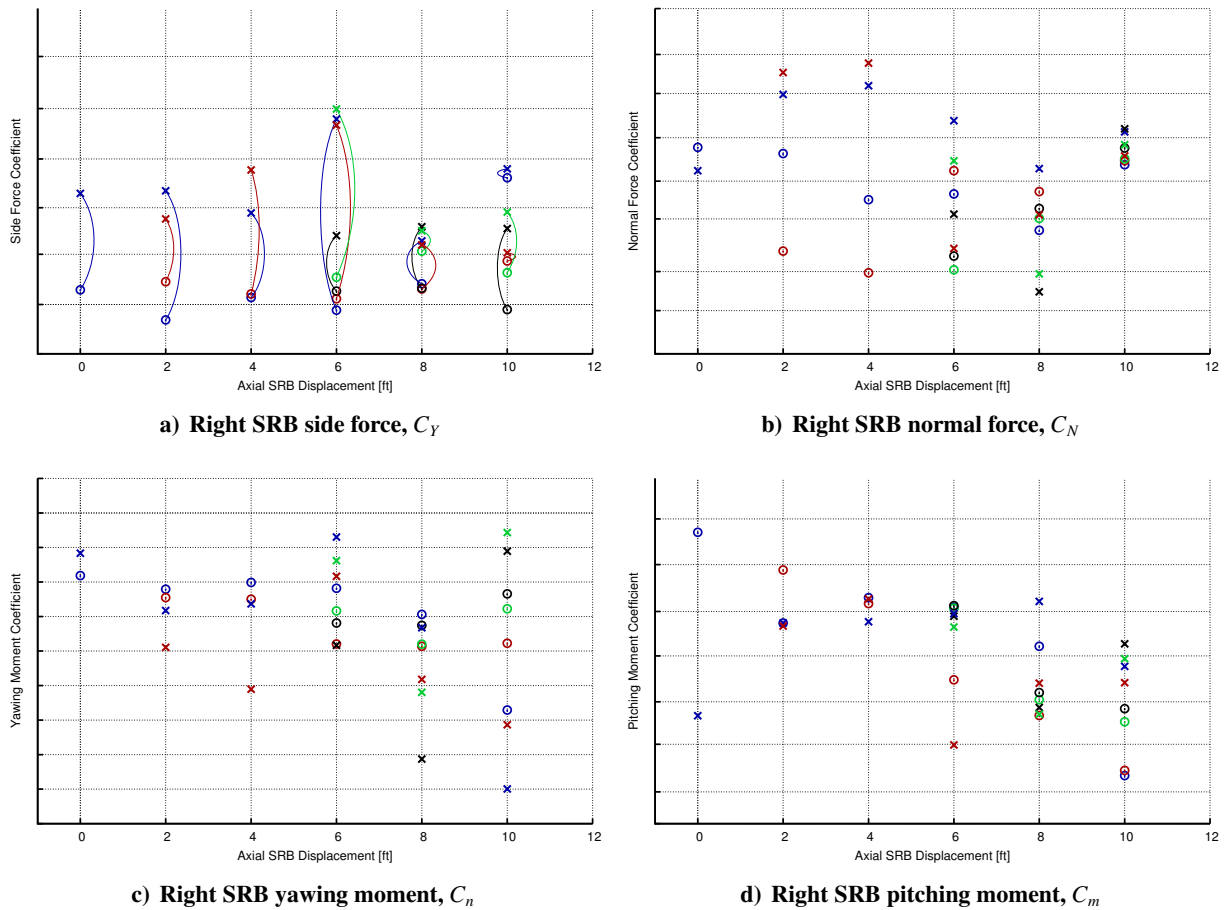 Side Force Coefficient
0 2 4 6 8 10 12
Axial SRB Displacement [ft]
a) Right SRB side force, C_Y
Normal Force Coefficient
0 2 4 6 8 10 12
Axial SRB Displacement [ft]
b) Right SRB normal force, C_N
Yawing Moment Coefficient
0 2 4 6 8 10 12
Axial SRB Displacement [ft]
c) Right SRB yawing moment, C_n
Pitching Moment Coefficient
0 2 4 6 8 10 12
Axial SRB Displacement [ft]
d) Right SRB pitching moment, C_m